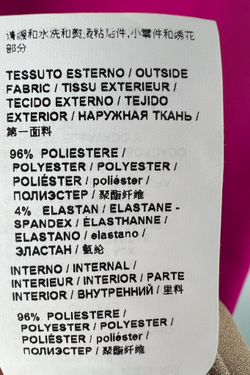 清缓和水洗和熨烫粘贴件,小零件和绣花
部分
TESSUTO ESTERNO / OUTSIDE
FABRIC / TISSU EXTERIEUR /
TECIDO EXTERNO / TEJIDO
EXTERIOR / НАРУЖНАЯ ТКАНЬ /
第一面料
96% POLIESTERE /
POLYESTER / POLYESTER /
POLIÉSTER / poliéster /
ПОЛИЭСТЕР / 聚酯纤维
4% ELASTAN / ELASTANE -
SPANDEX / ÉLASTHANNE /
ELASTANO / elastano /
ЭЛАСТАН / 氨纶
INTERNO / INTERNAL /
INTERIEUR / INTERIOR / PARTE
INTERIOR / ВНУТРЕННИЙ / 里料
96% POLIESTERE /
POLYESTER / POLYESTER /
POLIÉSTER / poliéster /
ПОЛИЭСТЕР / 聚酯纤维